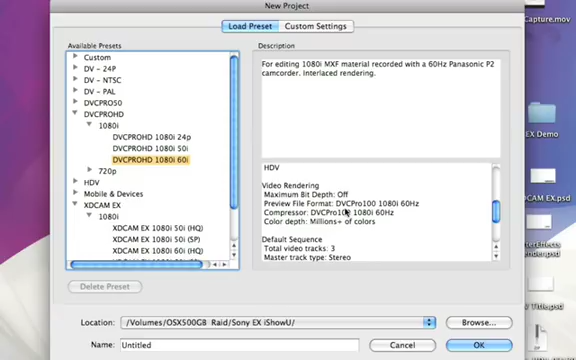 New Project
Capture.mov
Load Preset
Custom Settings
Available Presets
Description
Custom
DV - 24P
DV - NTSC
DV - PAL
DVCPRO50
DVCPROHD
1080i
DVCPROHD 1080i 24p
DVCPROHD 1080i 50i
DVCPROHD 1080i 60i
720p
HDV
Mobile & Devices
XDCAM EX
1080i
XDCAM EX 1080i 50i (HQ)
XDCAM EX 1080i 50i (SP)
XDCAM EX 1080i 60i (HQ)
For editing 1080i MXF material recorded with a 60Hz Panasonic P2
camcorder. Interlaced rendering.
HDV
Video Rendering
Maximum Bit Depth: Off
Preview File Format: DVCPro100 1080i 60Hz
Compressor: DVCPro100 1080i 60Hz
Color depth: Millions+ of colors
Default Sequence
Total video tracks: 3
Master track type: Stereo
EX Demo
CAM EX.psd
Delete Preset
Location:
/Volumes/OSX500GB Raid/Sony EX iShowU/
Browse...
Name:
Untitled
Cancel
OK
Title.psd